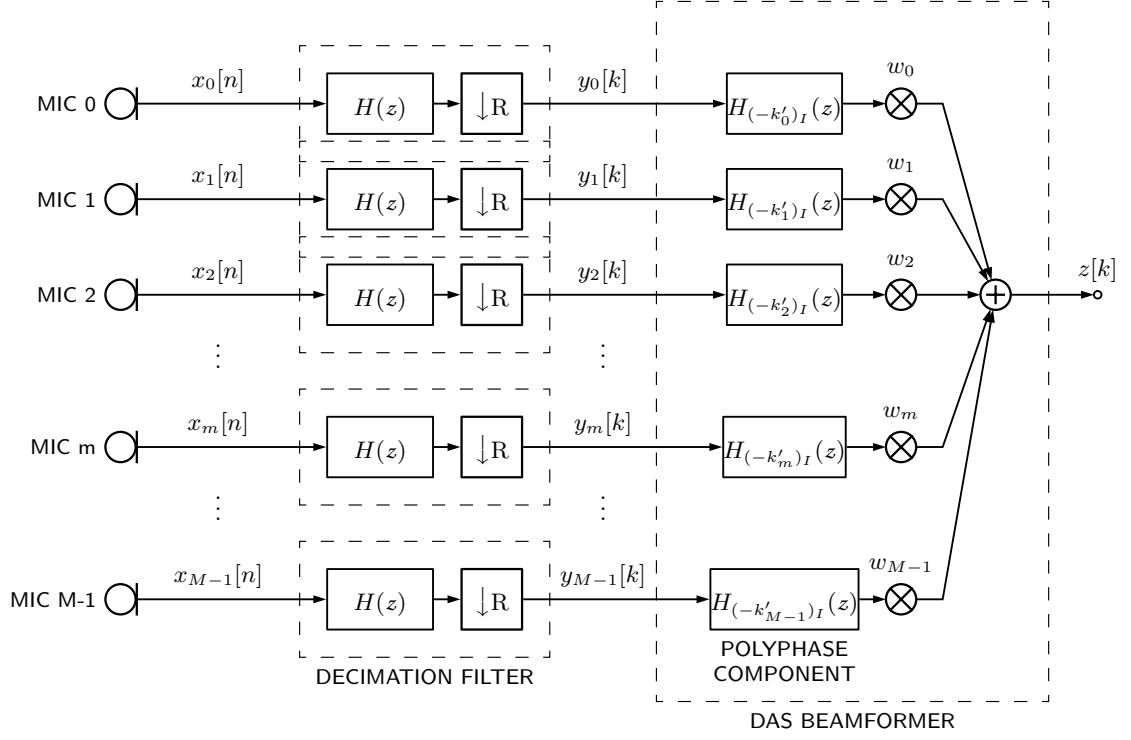 MIC 0 x_0[n] H(z) ↓R y_0[k] H_{(-k'_0)_I}(z) w_0
MIC 1 x_1[n] H(z) ↓R y_1[k] H_{(-k'_1)_I}(z) w_1
MIC 2 x_2[n] H(z) ↓R y_2[k] H_{(-k'_2)_I}(z) w_2 + z[k]
⋮ ⋮
MIC m x_m[n] H(z) ↓R y_m[k] H_{(-k'_m)_I}(z) w_m
⋮ ⋮
MIC M-1 x_{M-1}[n] H(z) ↓R y_{M-1}[k] H_{(-k'_{M-1})_I}(z) w_{M-1}
DECIMATION FILTER
POLYPHASE
COMPONENT
DAS BEAMFORMER